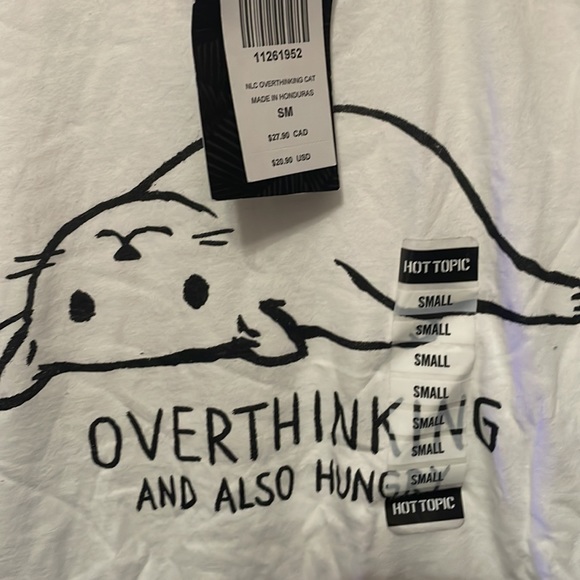 11261952
NLC OVERTHINKING CAT
MADE IN HONDURAS
SM
$27.90 CAD
$20.90 USD
HOT TOPIC
SMALL
SMALL
SMALL
SMALL
SMALL
SMALL
SMALL
HOT TOPIC
OVERTHINKING
AND ALSO HUNGRY